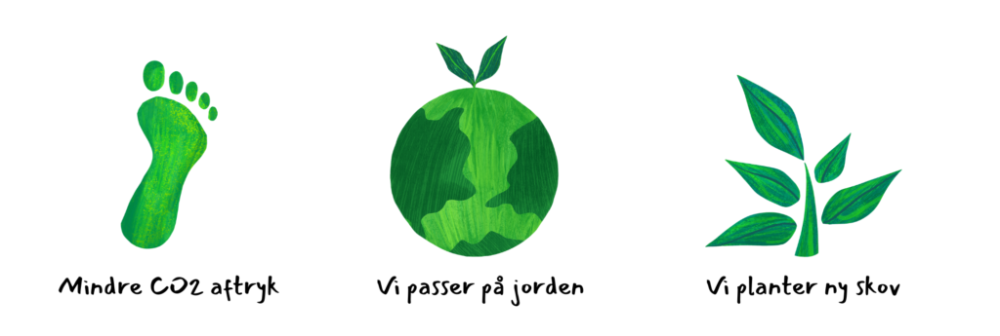 Mindre CO2 aftryk
Vi passer på jorden
Vi planter ny skov